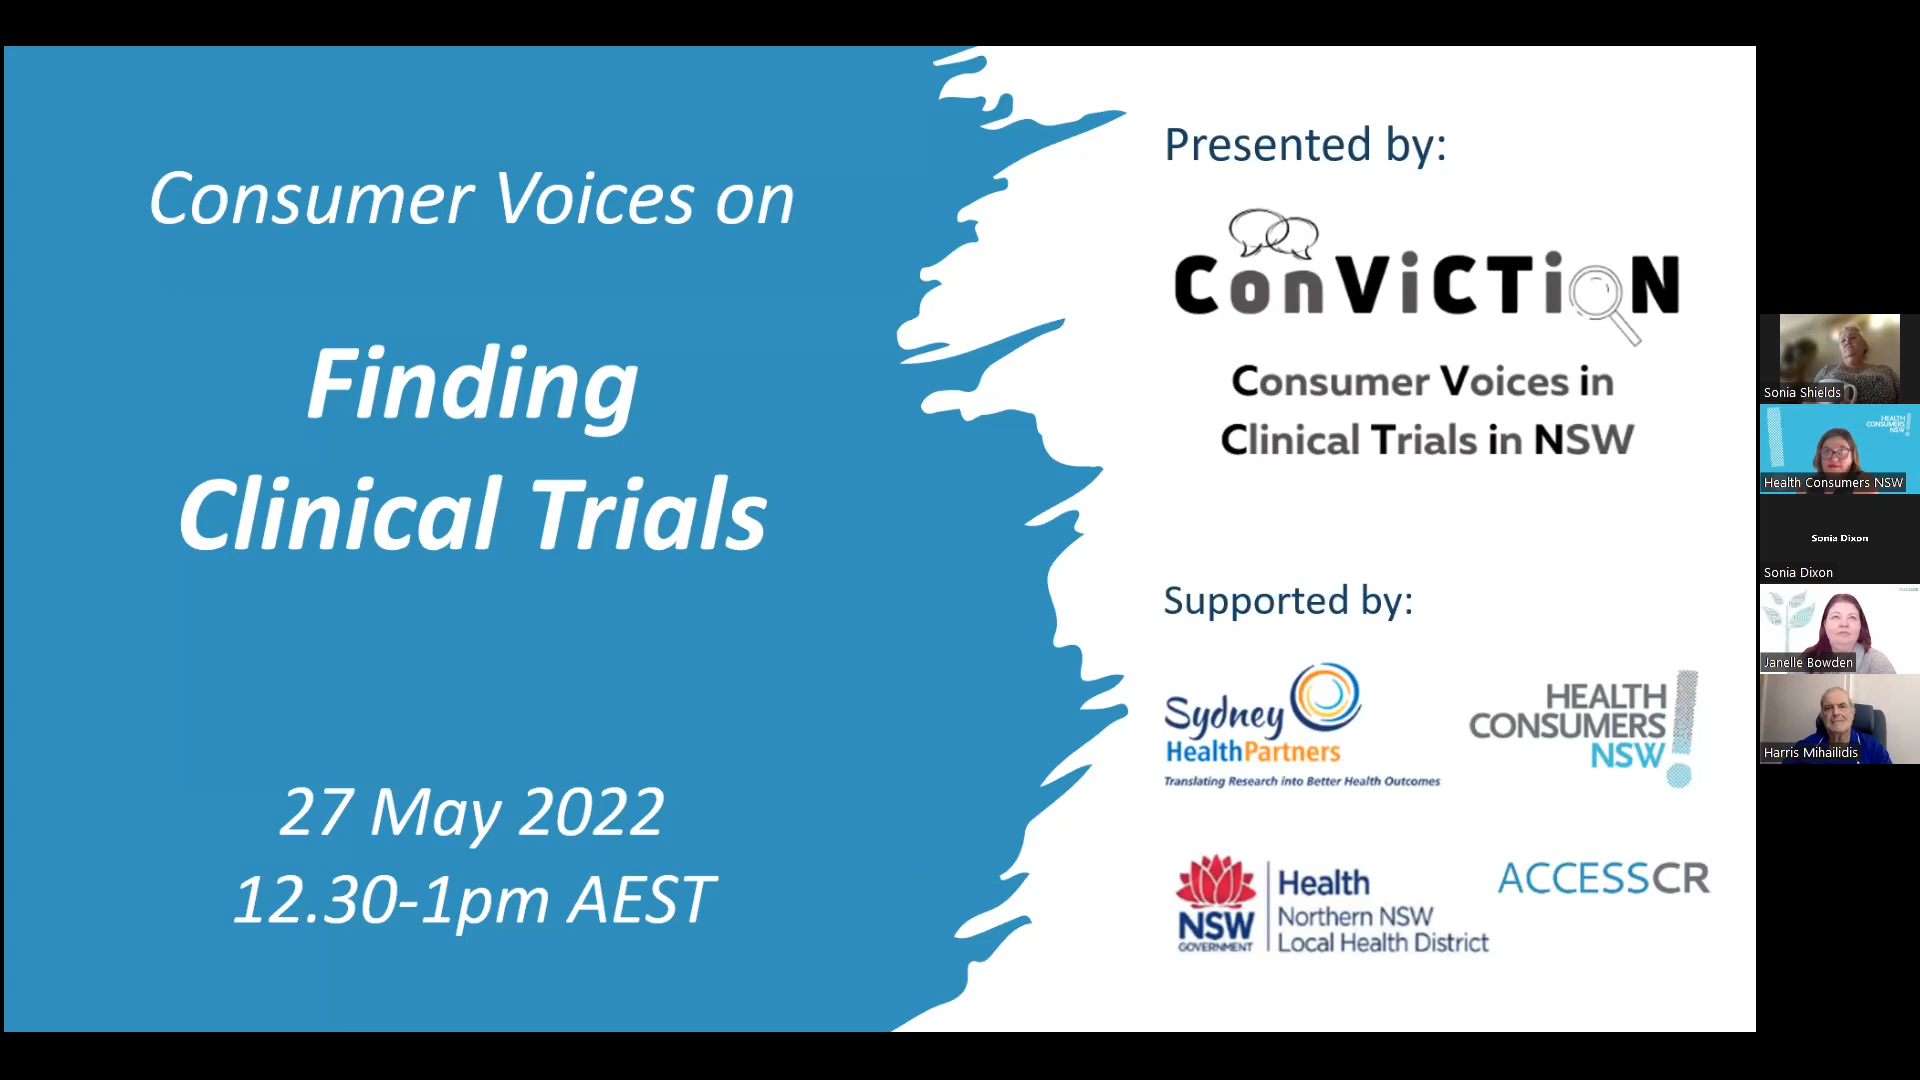 Consumer Voices on
Finding
Clinical Trials
27 May 2022
12.30-1pm AEST
Presented by:
ConViCTioN
Consumer Voices in
Clinical Trials in NSW
Supported by:
Sydney
HealthPartners
Translating Research into Better Health Outcomes
HEALTH
CONSUMERS
NSW!
NSW
GOVERNMENT
Health
Northern NSW
Local Health District
ACCESSCR
Sonia Shields
HEALTH
CONSUMERS
NSW!
Health Consumers NSW
Sonia Dixon
Sonia Dixon
Janelle Bowden
Harris Mihailidis